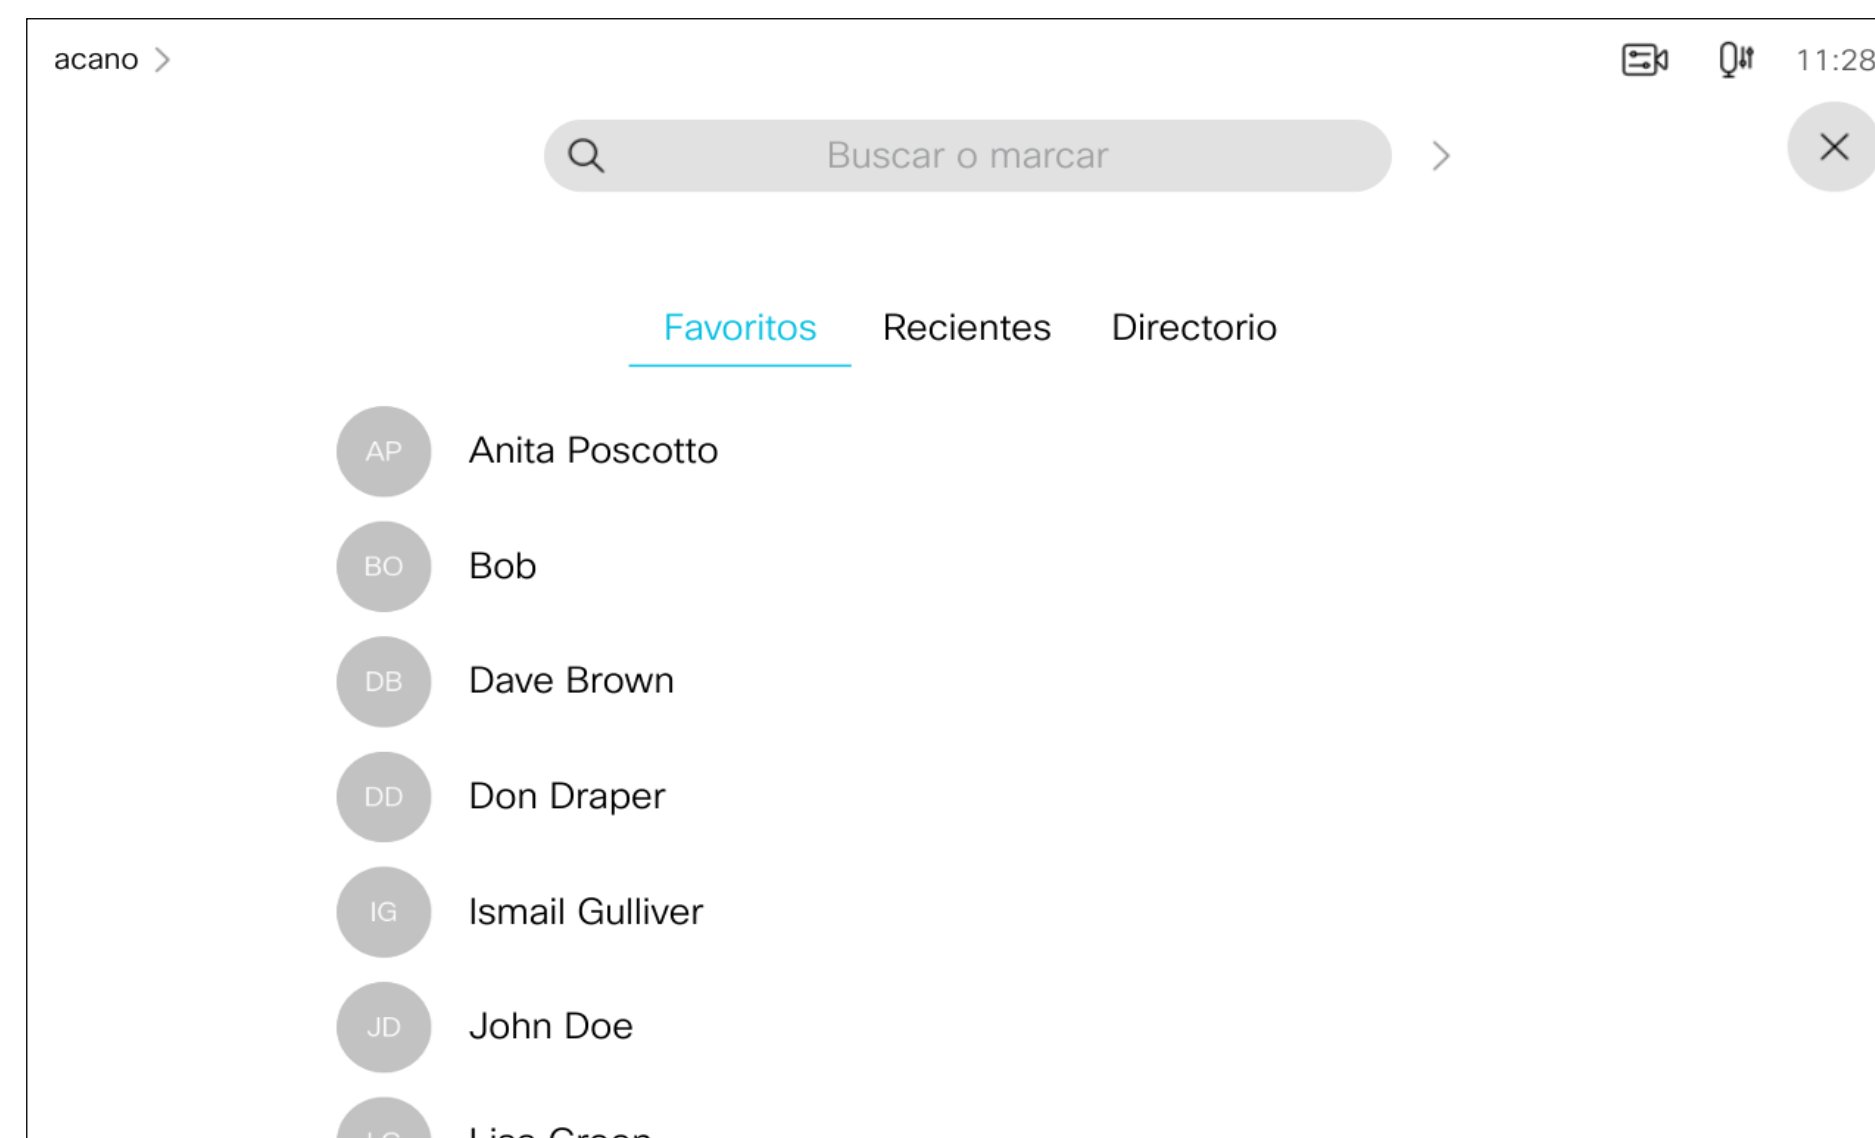 acano
11:28
Buscar o marcar
Favoritos Recientes Directorio
AP Anita Poscotto
BO Bob
DB Dave Brown
DD Don Draper
IG Ismail Gulliver
JD John Doe